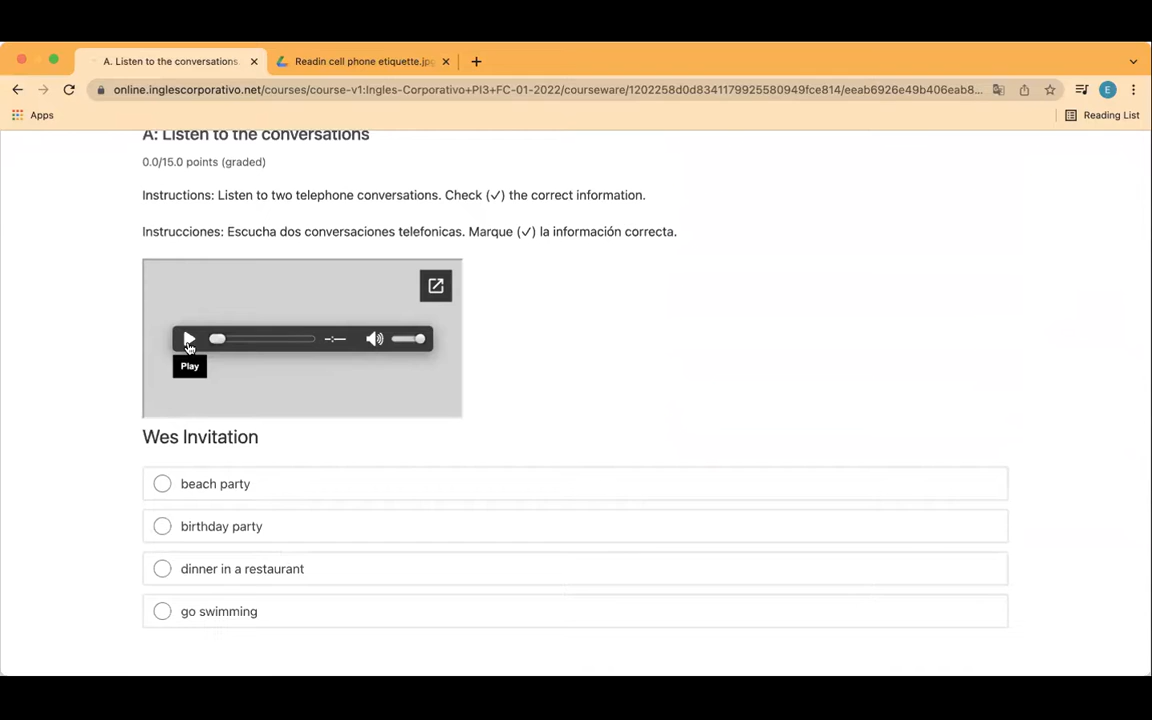 A. Listen to the conversations.
Readin cell phone etiquette.jpg
online.inglescorporativo.net/courses/course-v1:Ingles-Corporativo+PI3+FC-01-2022/courseware/1202258d0d8341179925580949fce814/eeab6926e49b406eab8...
E
Apps
Reading List
A: Listen to the conversations
0.0/15.0 points (graded)
Instructions: Listen to two telephone conversations. Check (✓) the correct information.
Instrucciones: Escucha dos conversaciones telefonicas. Marque (✓) la información correcta.
Play
Wes Invitation
beach party
birthday party
dinner in a restaurant
go swimming